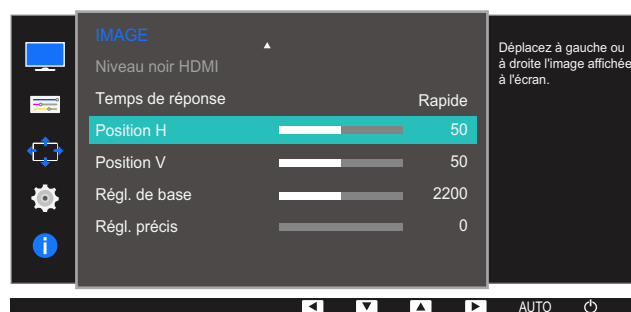 IMAGE
Niveau noir HDMI
Temps de réponse Rapide
Position H 50
Position V 50
Régl. de base 2200
Régl. précis 0
Déplacez à gauche ou
à droite l'image affichée
à l'écran.
AUTO